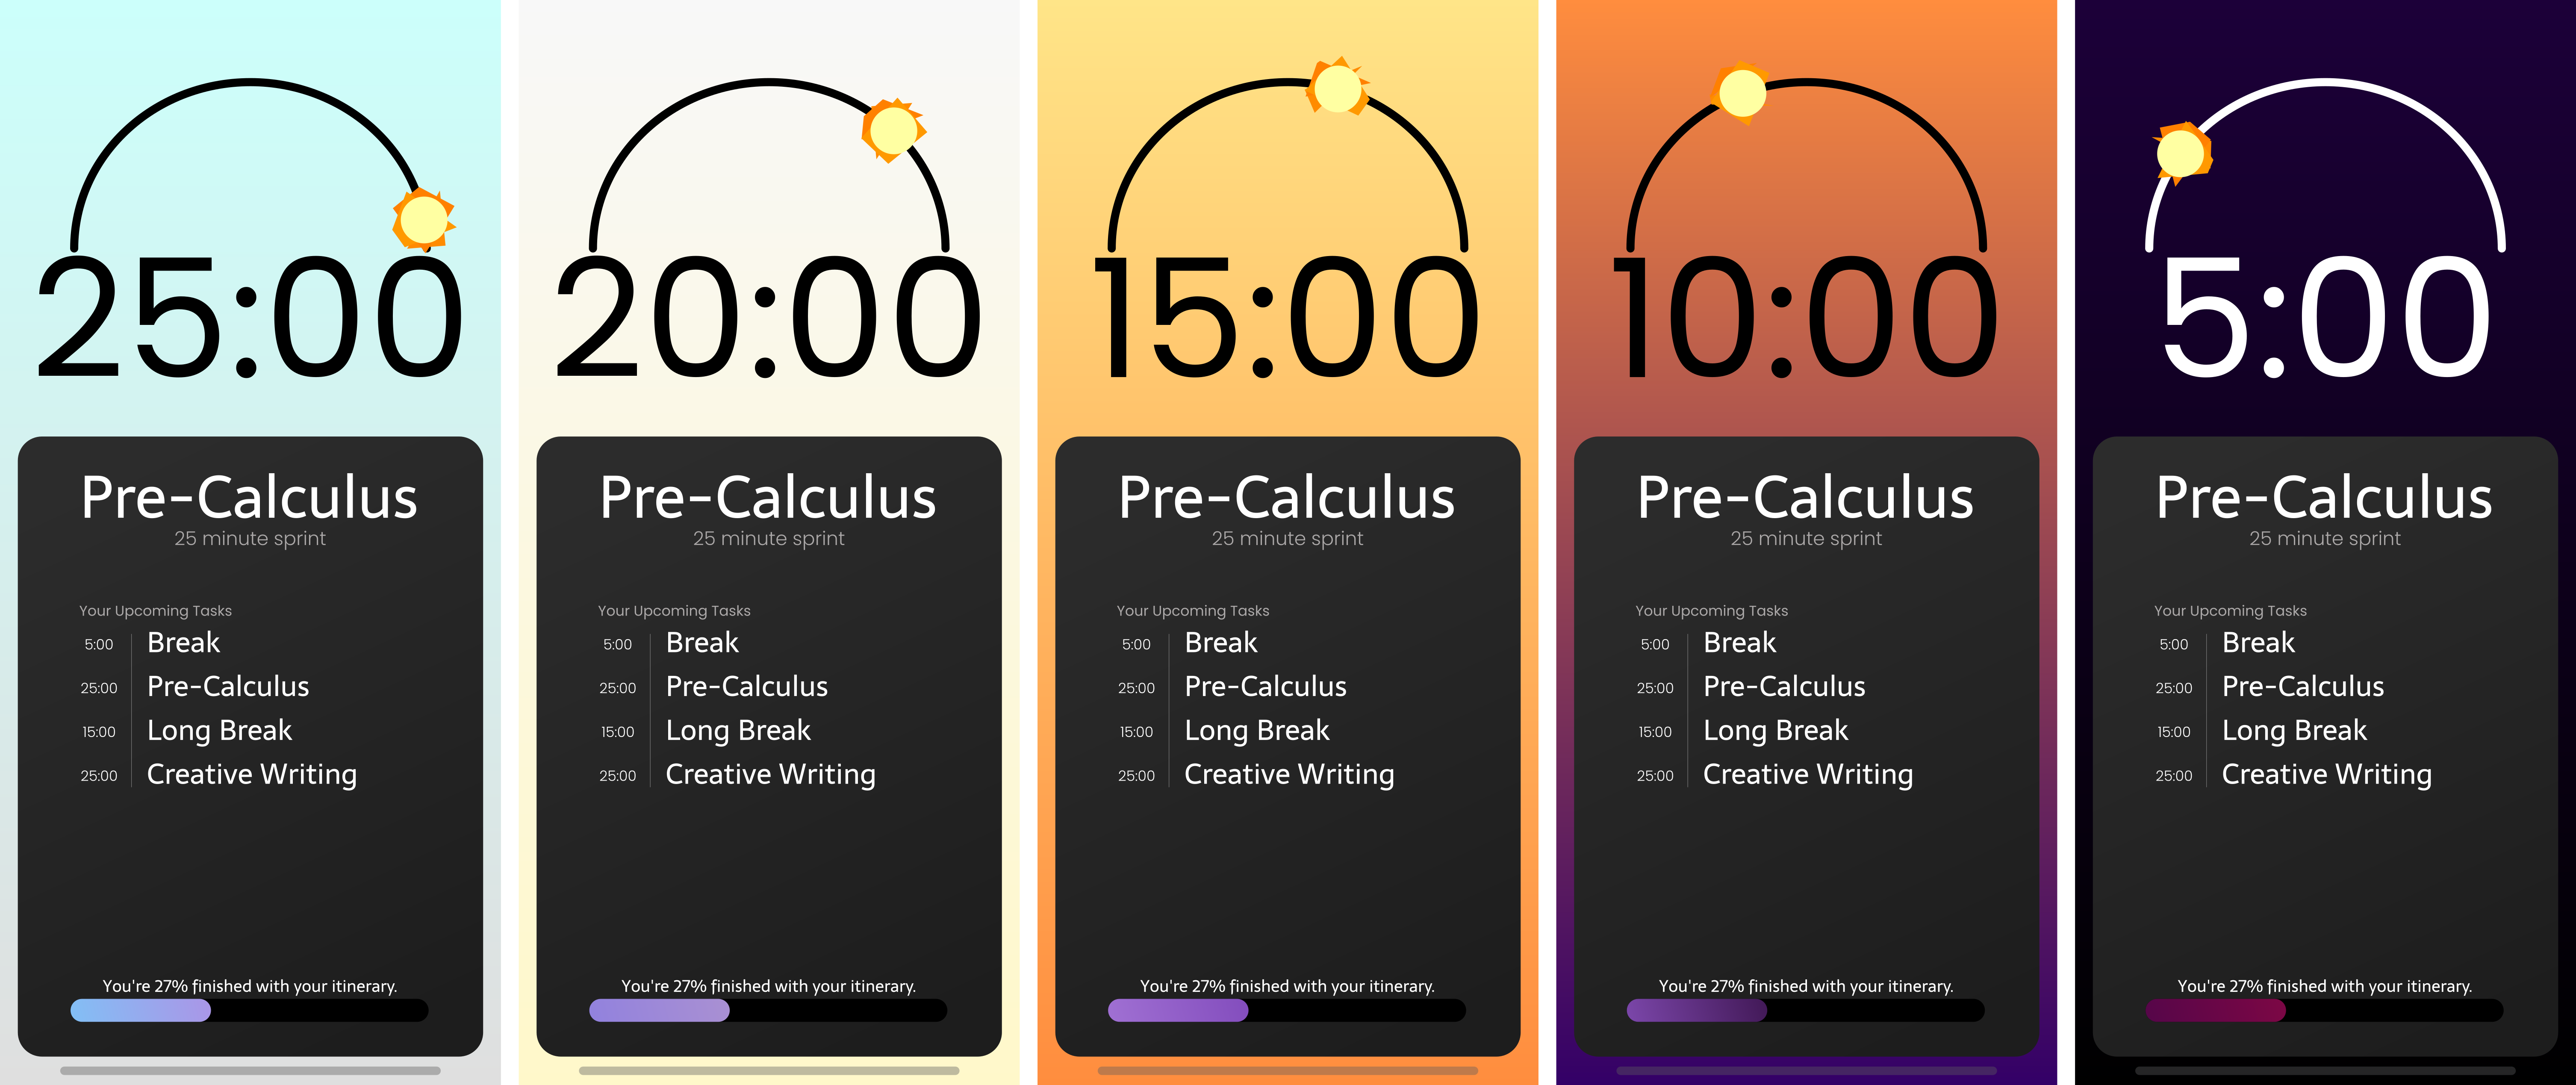 25:00
Pre-Calculus
25 minute sprint
Your Upcoming Tasks
5:00 Break
25:00 Pre-Calculus
15:00 Long Break
25:00 Creative Writing
You're 27% finished with your itinerary.
20:00
Pre-Calculus
25 minute sprint
Your Upcoming Tasks
5:00 Break
25:00 Pre-Calculus
15:00 Long Break
25:00 Creative Writing
You're 27% finished with your itinerary.
15:00
Pre-Calculus
25 minute sprint
Your Upcoming Tasks
5:00 Break
25:00 Pre-Calculus
15:00 Long Break
25:00 Creative Writing
You're 27% finished with your itinerary.
10:00
Pre-Calculus
25 minute sprint
Your Upcoming Tasks
5:00 Break
25:00 Pre-Calculus
15:00 Long Break
25:00 Creative Writing
You're 27% finished with your itinerary.
5:00
Pre-Calculus
25 minute sprint
Your Upcoming Tasks
5:00 Break
25:00 Pre-Calculus
15:00 Long Break
25:00 Creative Writing
You're 27% finished with your itinerary.